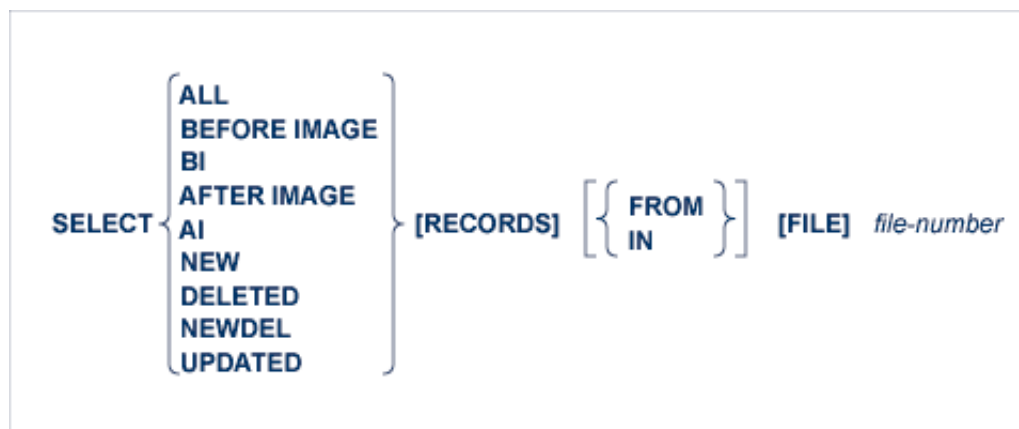 SELECT
ALL
BEFORE IMAGE
BI
AFTER IMAGE
AI
NEW
DELETED
NEWDEL
UPDATED
[RECORDS]
FROM
IN
[FILE] file-number